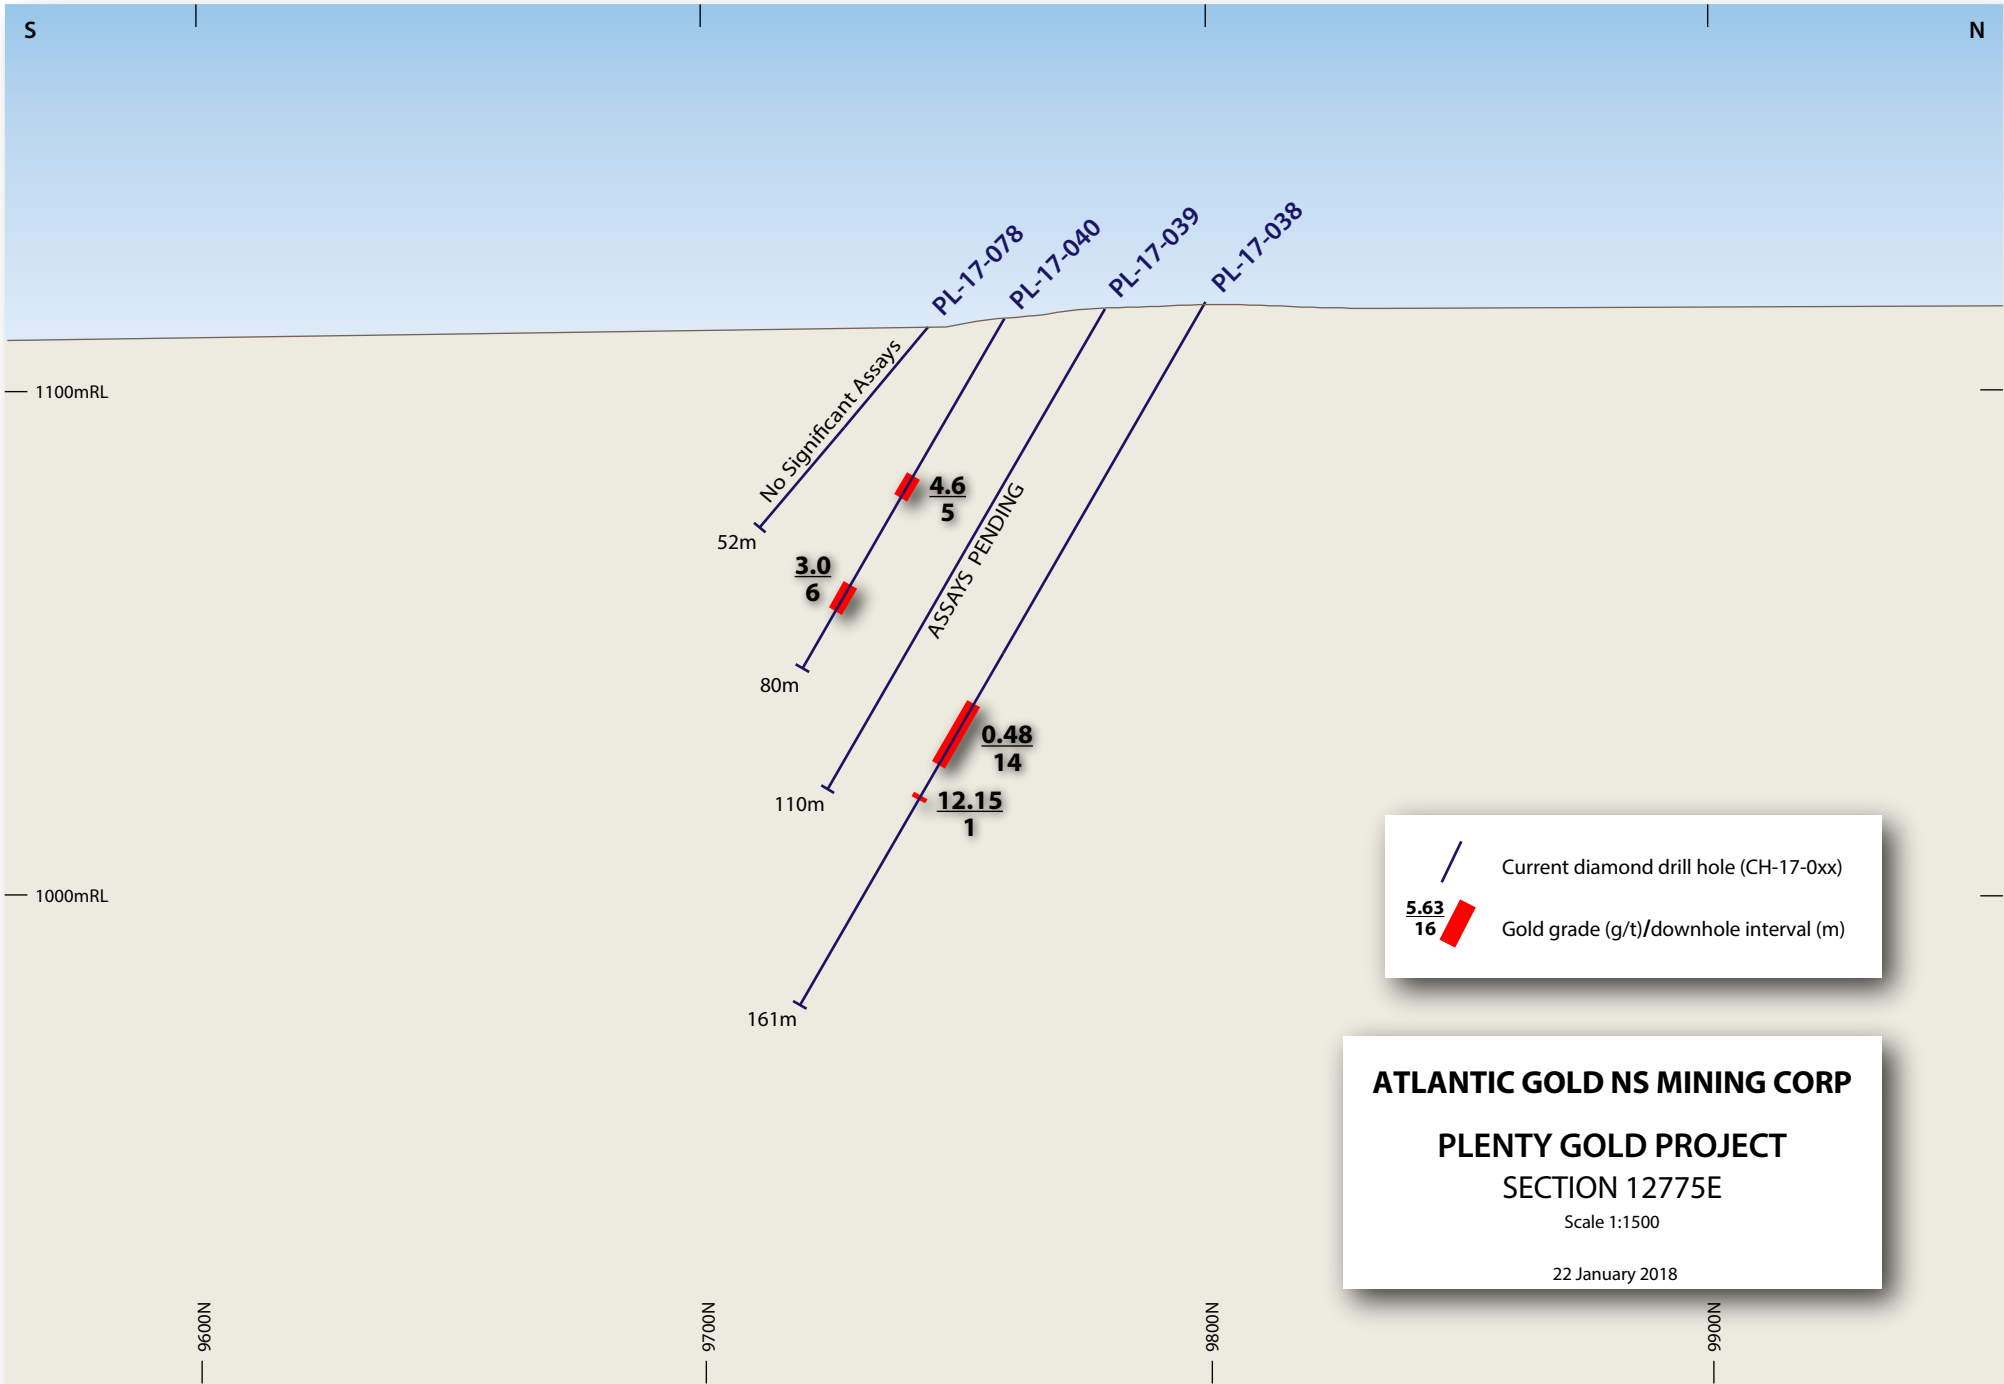 S
N
PL-17-078
PL-17-040
PL-17-039
PL-17-038
1100mRL
No Significant Assays
52m
4.6
5
ASSAYS PENDING
3.0
6
80m
0.48
14
110m
12.15
1
1000mRL
161m
Current diamond drill hole (CH-17-0xx)
5.63
16
Gold grade (g/t)/downhole interval (m)
ATLANTIC GOLD NS MINING CORP
PLENTY GOLD PROJECT
SECTION 12775E
Scale 1:1500
22 January 2018
9600N
9700N
9800N
9900N